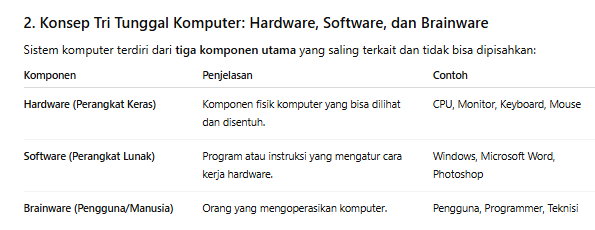 2. Konsep Tri Tunggal Komputer: Hardware, Software, dan Brainware
Sistem komputer terdiri dari tiga komponen utama yang saling terkait dan tidak bisa dipisahkan:
Komponen Penjelasan Contoh
Hardware (Perangkat Keras) Komponen fisik komputer yang bisa dilihat CPU, Monitor, Keyboard, Mouse
dan disentuh.
Software (Perangkat Lunak) Program atau instruksi yang mengatur cara Windows, Microsoft Word,
kerja hardware. Photoshop
Brainware (Pengguna/Manusia) Orang yang mengoperasikan komputer. Pengguna, Programmer, Teknisi